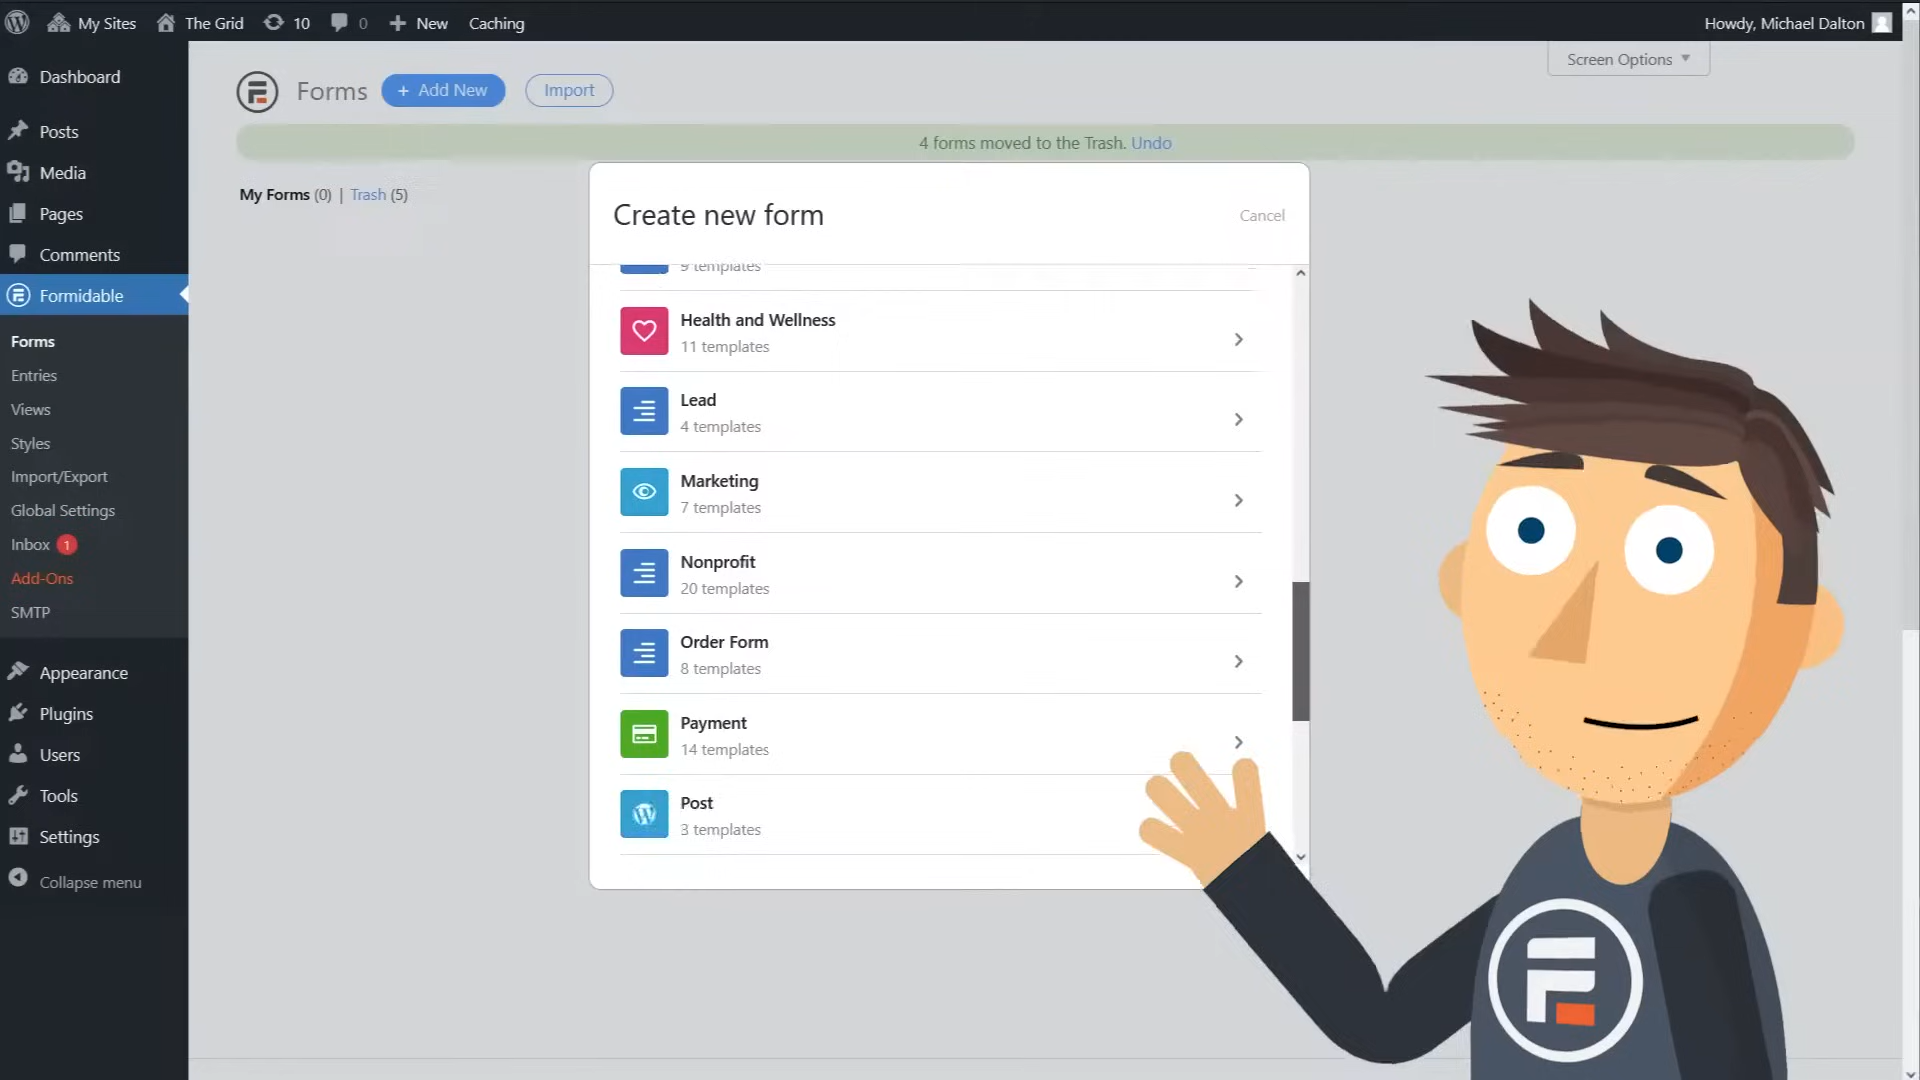 My Sites
The Grid
10
0
New
Caching
Howdy, Michael Dalton
Dashboard
Posts
Media
Pages
Comments
Formidable
Forms
Entries
Views
Styles
Import/Export
Global Settings
Inbox 1
Add-Ons
SMTP
Appearance
Plugins
Users
Tools
Settings
Collapse menu
Screen Options
Forms
+ Add New
Import
4 forms moved to the Trash. Undo
My Forms (0) | Trash (5)
Create new form
Cancel
9 templates
Health and Wellness
11 templates
Lead
4 templates
Marketing
7 templates
Nonprofit
20 templates
Order Form
8 templates
Payment
14 templates
Post
3 templates